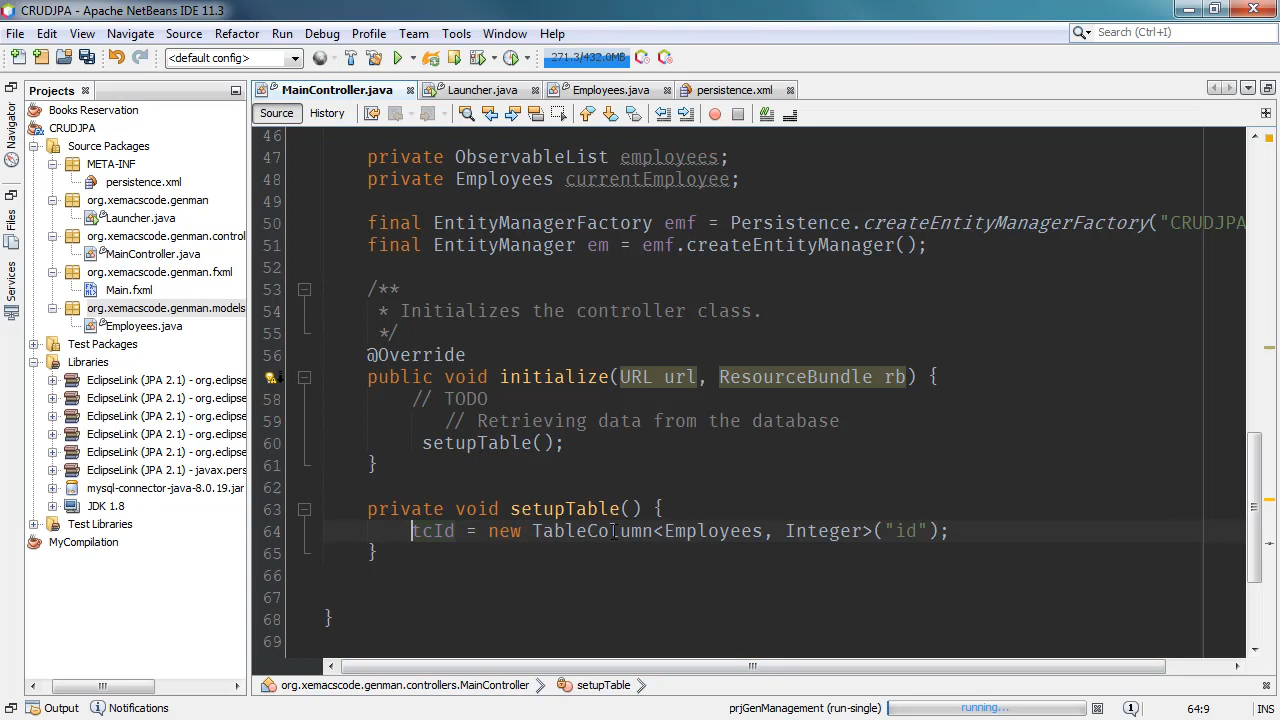 CRUDJPA - Apache NetBeans IDE 11.3
File Edit View Navigate Source Refactor Run Debug Profile Team Tools Window Help
Search (Ctrl+I)
<default config>
271.3/432.0MB
Projects
MainController.java Launcher.java Employees.java persistence.xml
Source History
Navigator
Files
Services
Books Reservation
CRUDJPA
Source Packages
META-INF
persistence.xml
org.xemacscode.genman
Launcher.java
org.xemacscode.genman.control
MainController.java
org.xemacscode.genman.fxml
Main.fxml
org.xemacscode.genman.models
Employees.java
Test Packages
Libraries
EclipseLink (JPA 2.1) - org.eclipse
EclipseLink (JPA 2.1) - org.eclipse
EclipseLink (JPA 2.1) - org.eclipse
EclipseLink (JPA 2.1) - org.eclipse
EclipseLink (JPA 2.1) - org.eclipse
EclipseLink (JPA 2.1) - javax.pers
mysql-connector-java-8.0.19.jar
JDK 1.8
Test Libraries
MyCompilation
46
47 private ObservableList employees;
48 private Employees currentEmployee;
49
50 final EntityManagerFactory emf = Persistence.createEntityManagerFactory("CRUDJPA
51 final EntityManager em = emf.createEntityManager();
52
53 /**
54 * Initializes the controller class.
55 */
56 @Override
public void initialize(URL url, ResourceBundle rb) {
58 // TODO
59 // Retrieving data from the database
60 setupTable();
61 }
62
63 private void setupTable() {
64 tcId = new TableColumn<Employees, Integer>("id");
65 }
66
67
68 }
69
org.xemacscode.genman.controllers.MainController setupTable
Output Notifications prjGenManagement (run-single) running... 1 64:9 INS